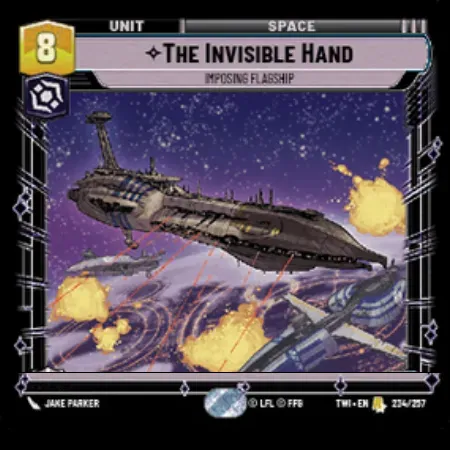 UNIT SPACE
8
THE INVISIBLE HAND
IMPOSING FLAGSHIP
JAKE PARKER Ⓛ LFL Ⓒ FFG TWI • EN 234/257